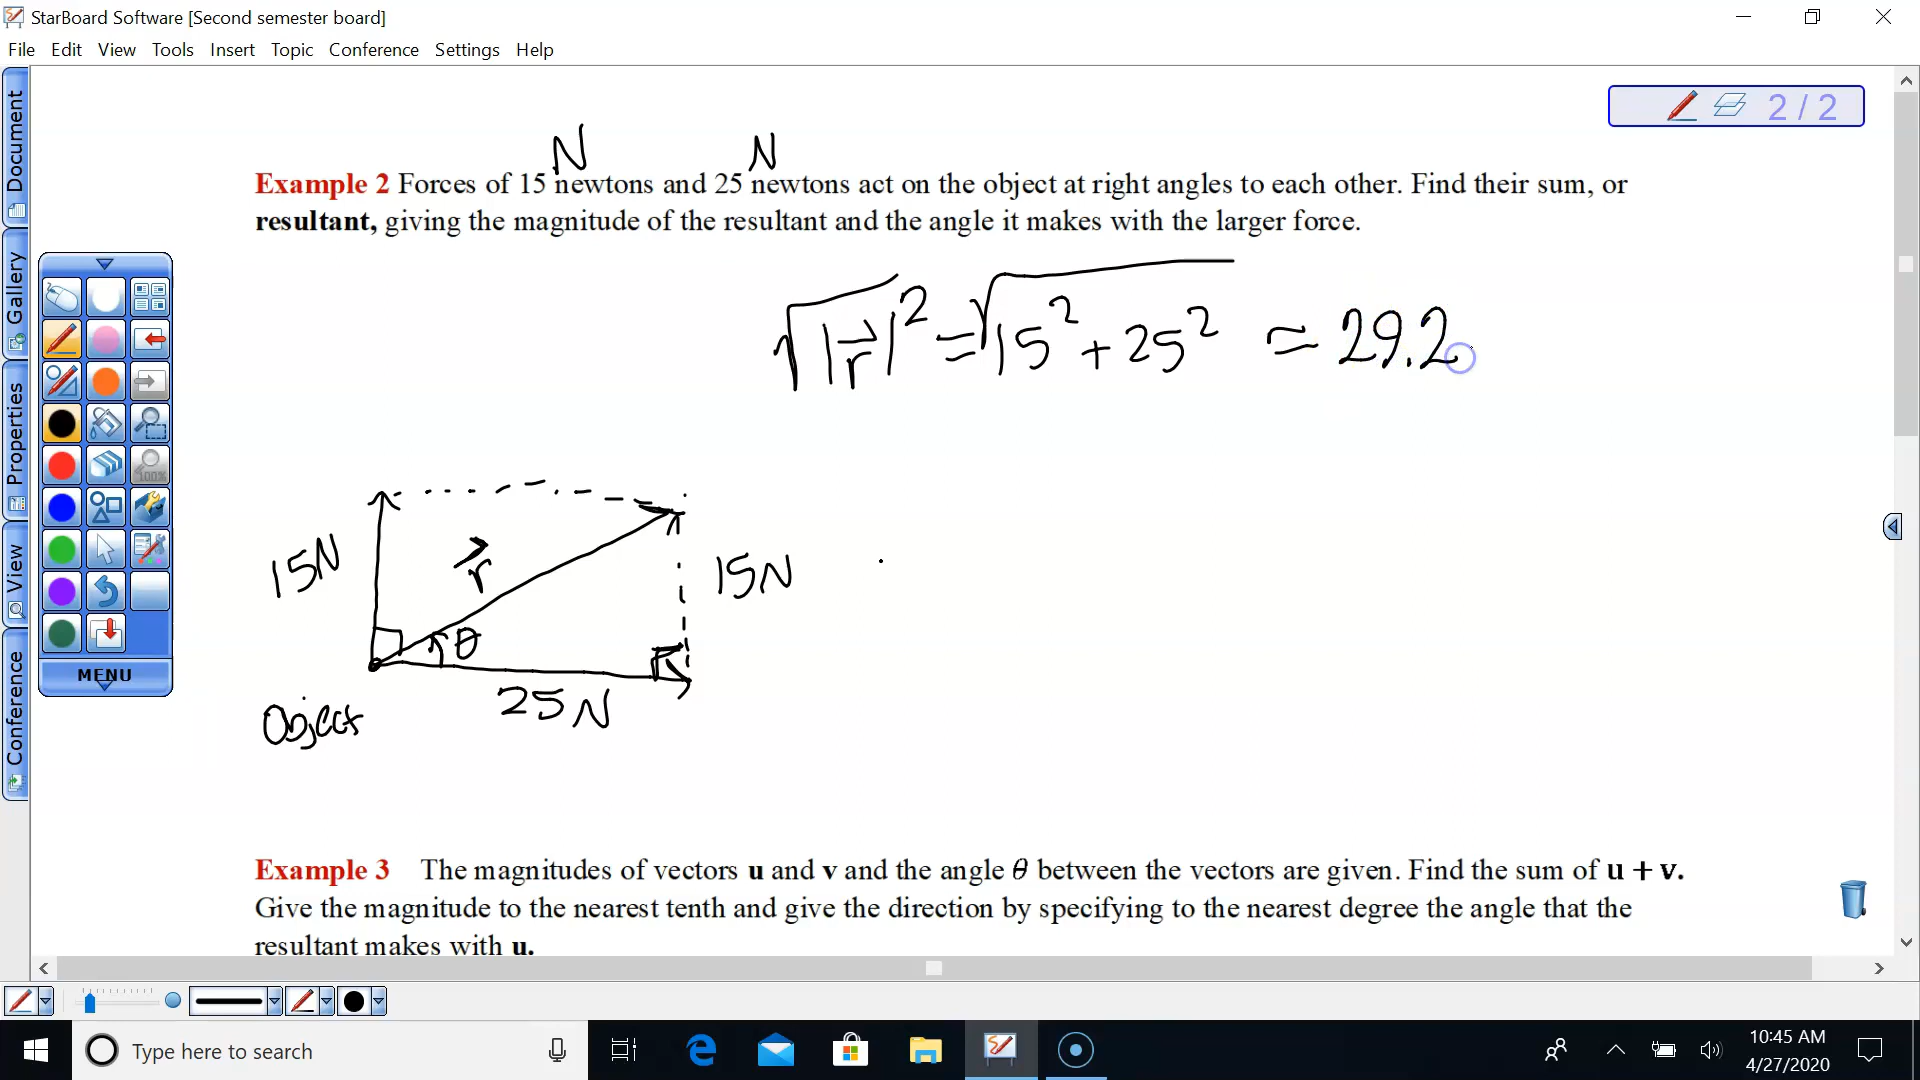 StarBoard Software [Second semester board]
File Edit View Tools Insert Topic Conference Settings Help
Document
Gallery
Properties
View
Conference
2 / 2
N N
Example 2 Forces of 15 newtons and 25 newtons act on the object at right angles to each other. Find their sum, or
resultant, giving the magnitude of the resultant and the angle it makes with the larger force.
√|r⃗|² = √15² + 25² ≈ 29.2
100%
MENU
15N
r⃗
15N
θ
25N
Object
Example 3 The magnitudes of vectors u and v and the angle θ between the vectors are given. Find the sum of u + v.
Give the magnitude to the nearest tenth and give the direction by specifying to the nearest degree the angle that the
resultant makes with u.
Type here to search
10:45 AM
4/27/2020